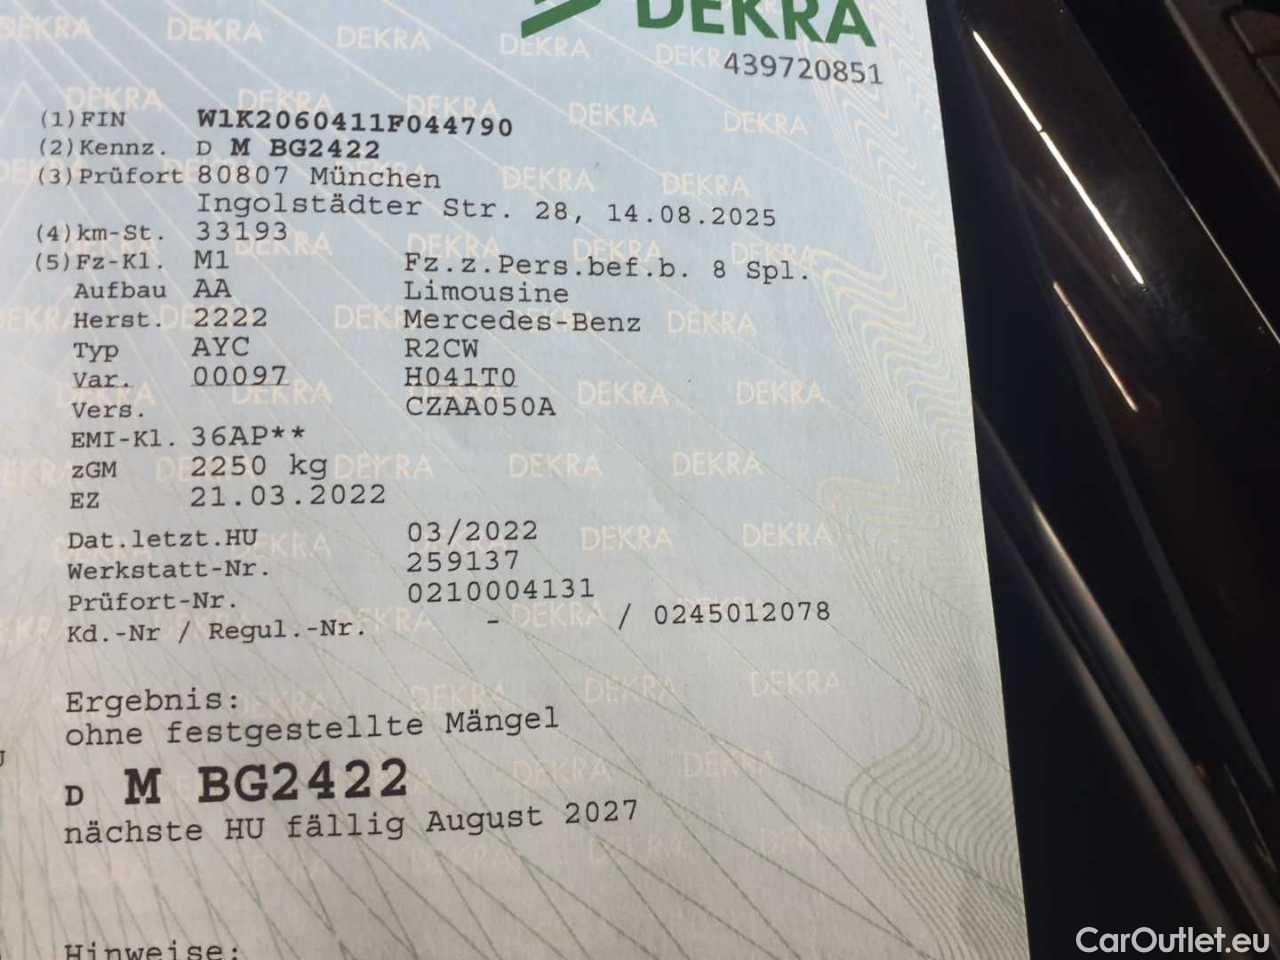 DEKRA
439720851
(1)FIN W1K2060411F044790
(2)Kennz. D M BG2422
(3)Prüfort 80807 München
Ingolstädter Str. 28, 14.08.2025
(4)km-St. 33193
(5)Fz-Kl. M1 Fz.z.Pers.bef.b. 8 Spl.
Aufbau AA Limousine
Herst. 2222 Mercedes-Benz
Typ AYC R2CW
Var. 00097 H041T0
Vers. CZAA050A
EMI-Kl. 36AP**
zGM 2250 kg
EZ 21.03.2022
Dat.letzt.HU 03/2022
Werkstatt-Nr. 259137
Prüfort-Nr. 0210004131
Kd.-Nr / Regul.-Nr. - / 0245012078
Ergebnis:
ohne festgestellte Mängel
D M BG2422
nächste HU fällig August 2027
Hinweise:
CarOutlet.eu